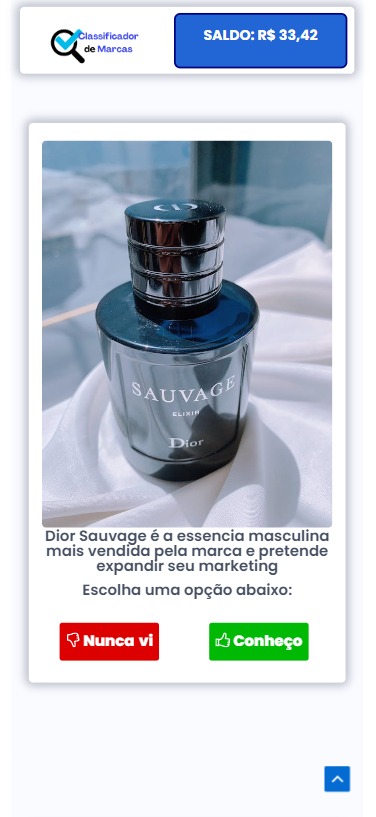 Classificador
de Marcas
SALDO: R$ 33,42
SAUVAGE
ELIXIR
Dior
Dior Sauvage é a essencia masculina
mais vendida pela marca e pretende
expandir seu marketing
Escolha uma opção abaixo:
Nunca vi
Conheço